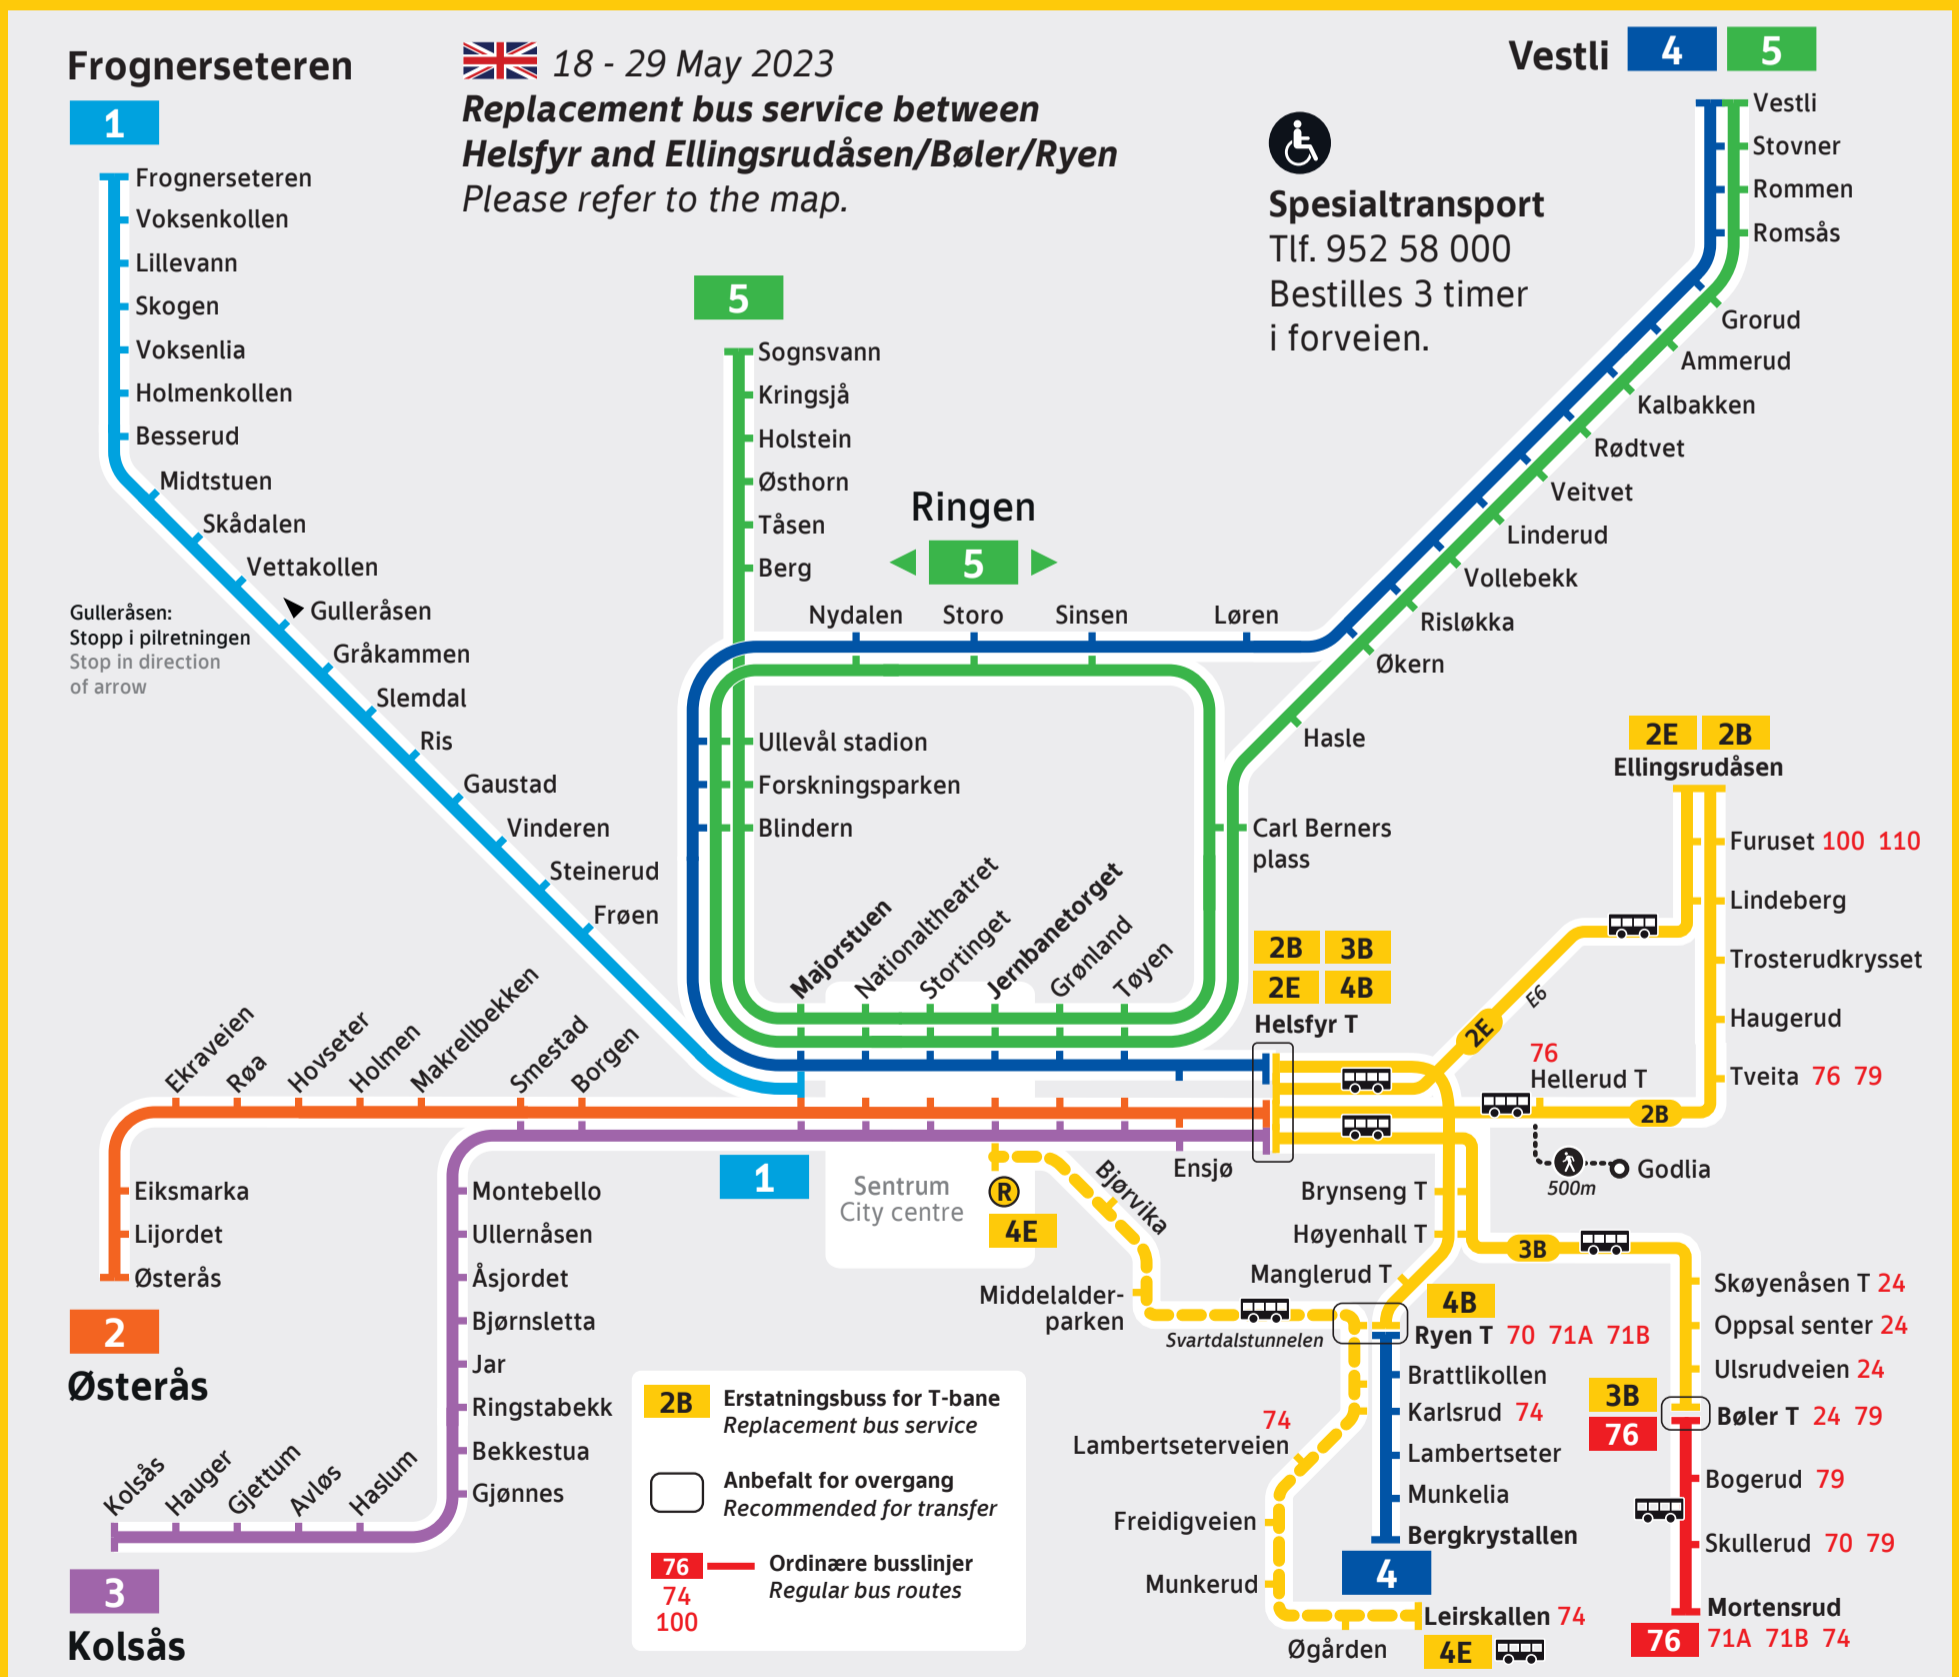 Frognerseteren
1
18 - 29 May 2023
Replacement bus service between
Helsfyr and Ellingsrudåsen/Bøler/Ryen
Please refer to the map.
Spesialtransport
Tlf. 952 58 000
Bestilles 3 timer
i forveien.
Vestli 4 5
Vestli
Stovner
Rommen
Romsås
Grorud
Ammerud
Kalbakken
Rødtvet
Veitvet
Linderud
Vollebekk
Risløkka
Økern
Hasle
Carl Berners
plass
Frognerseteren
Voksenkollen
Lillevann
Skogen
Voksenlia
Holmenkollen
Besserud
Midtstuen
Skådalen
Vettakollen
Gulleråsen
Gråkammen
Slemdal
Ris
Gaustad
Vinderen
Steinerud
Frøen
Gulleråsen:
Stopp i pilretningen
Stop in direction
of arrow
5
Sognsvann
Kringsjå
Holstein
Østhorn
Tåsen
Berg
Ringen
5
Nydalen
Storo
Sinsen
Løren
Ullevål stadion
Forskningsparken
Blindern
Majorstuen
Nationaltheatret
Stortinget
Jernbanetorget
Grønland
Tøyen
2B 3B
2E 4B
Helsfyr T
2E 2B
Ellingsrudåsen
Furuset 100 110
Lindeberg
Trosterudkrysset
Haugerud
Tveita 76 79
E6
2E
76
Hellerud T
2B
500m
Godlia
Ekraveien
Røa
Hovseter
Holmen
Makrellbekken
Smestad
Borgen
Eiksmarka
Lijordet
Østerås
2
Østerås
Montebello
Ullernåsen
Åsjordet
Bjørnsletta
Jar
Ringstabekk
Bekkestua
Gjønnes
Kolsås
Hauger
Gjettum
Avløs
Haslum
3
Kolsås
1
Sentrum
City centre
R
4E
Bjørvika
Ensjø
Middelalder-
parken
Svartdalstunnelen
Brynseng T
Høyenhall T
Manglerud T
4B
Ryen T 70 71A 71B
Brattlikollen
Karlsrud 74
Lambertseter
Munkelia
Bergkrystallen
4
74
Lambertseterveien
Freidigveien
Munkerud
Øgården
Leirskallen 74
4E
3B
Skøyenåsen T 24
Oppsal senter 24
Ulsrudveien 24
3B
76
Bøler T 24 79
Bogerud 79
Skullerud 70 79
Mortensrud
76 71A 71B 74
2B Erstatningsbuss for T-bane
Replacement bus service
Anbefalt for overgang
Recommended for transfer
76 Ordinære busslinjer
74 Regular bus routes
100